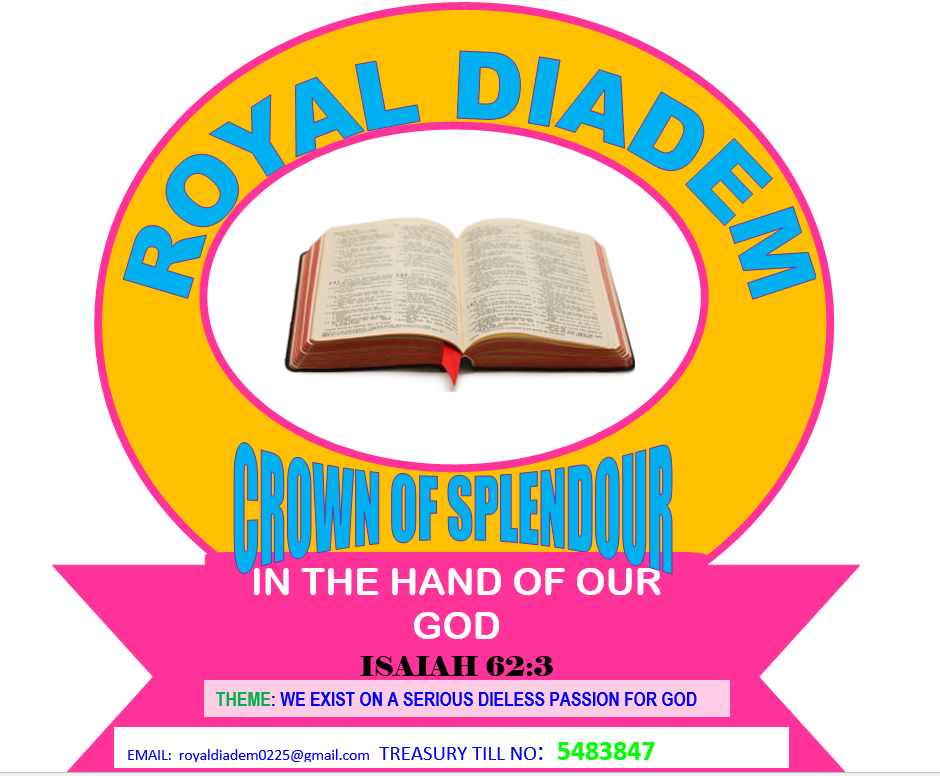 ROYAL DIADEM
CROWN OF SPLENDOUR
IN THE HAND OF OUR
GOD
ISAIAH 62:3
THEME: WE EXIST ON A SERIOUS DIELESS PASSION FOR GOD
EMAIL: royaldiadem0225@gmail.com TREASURY TILL NO: 5483847